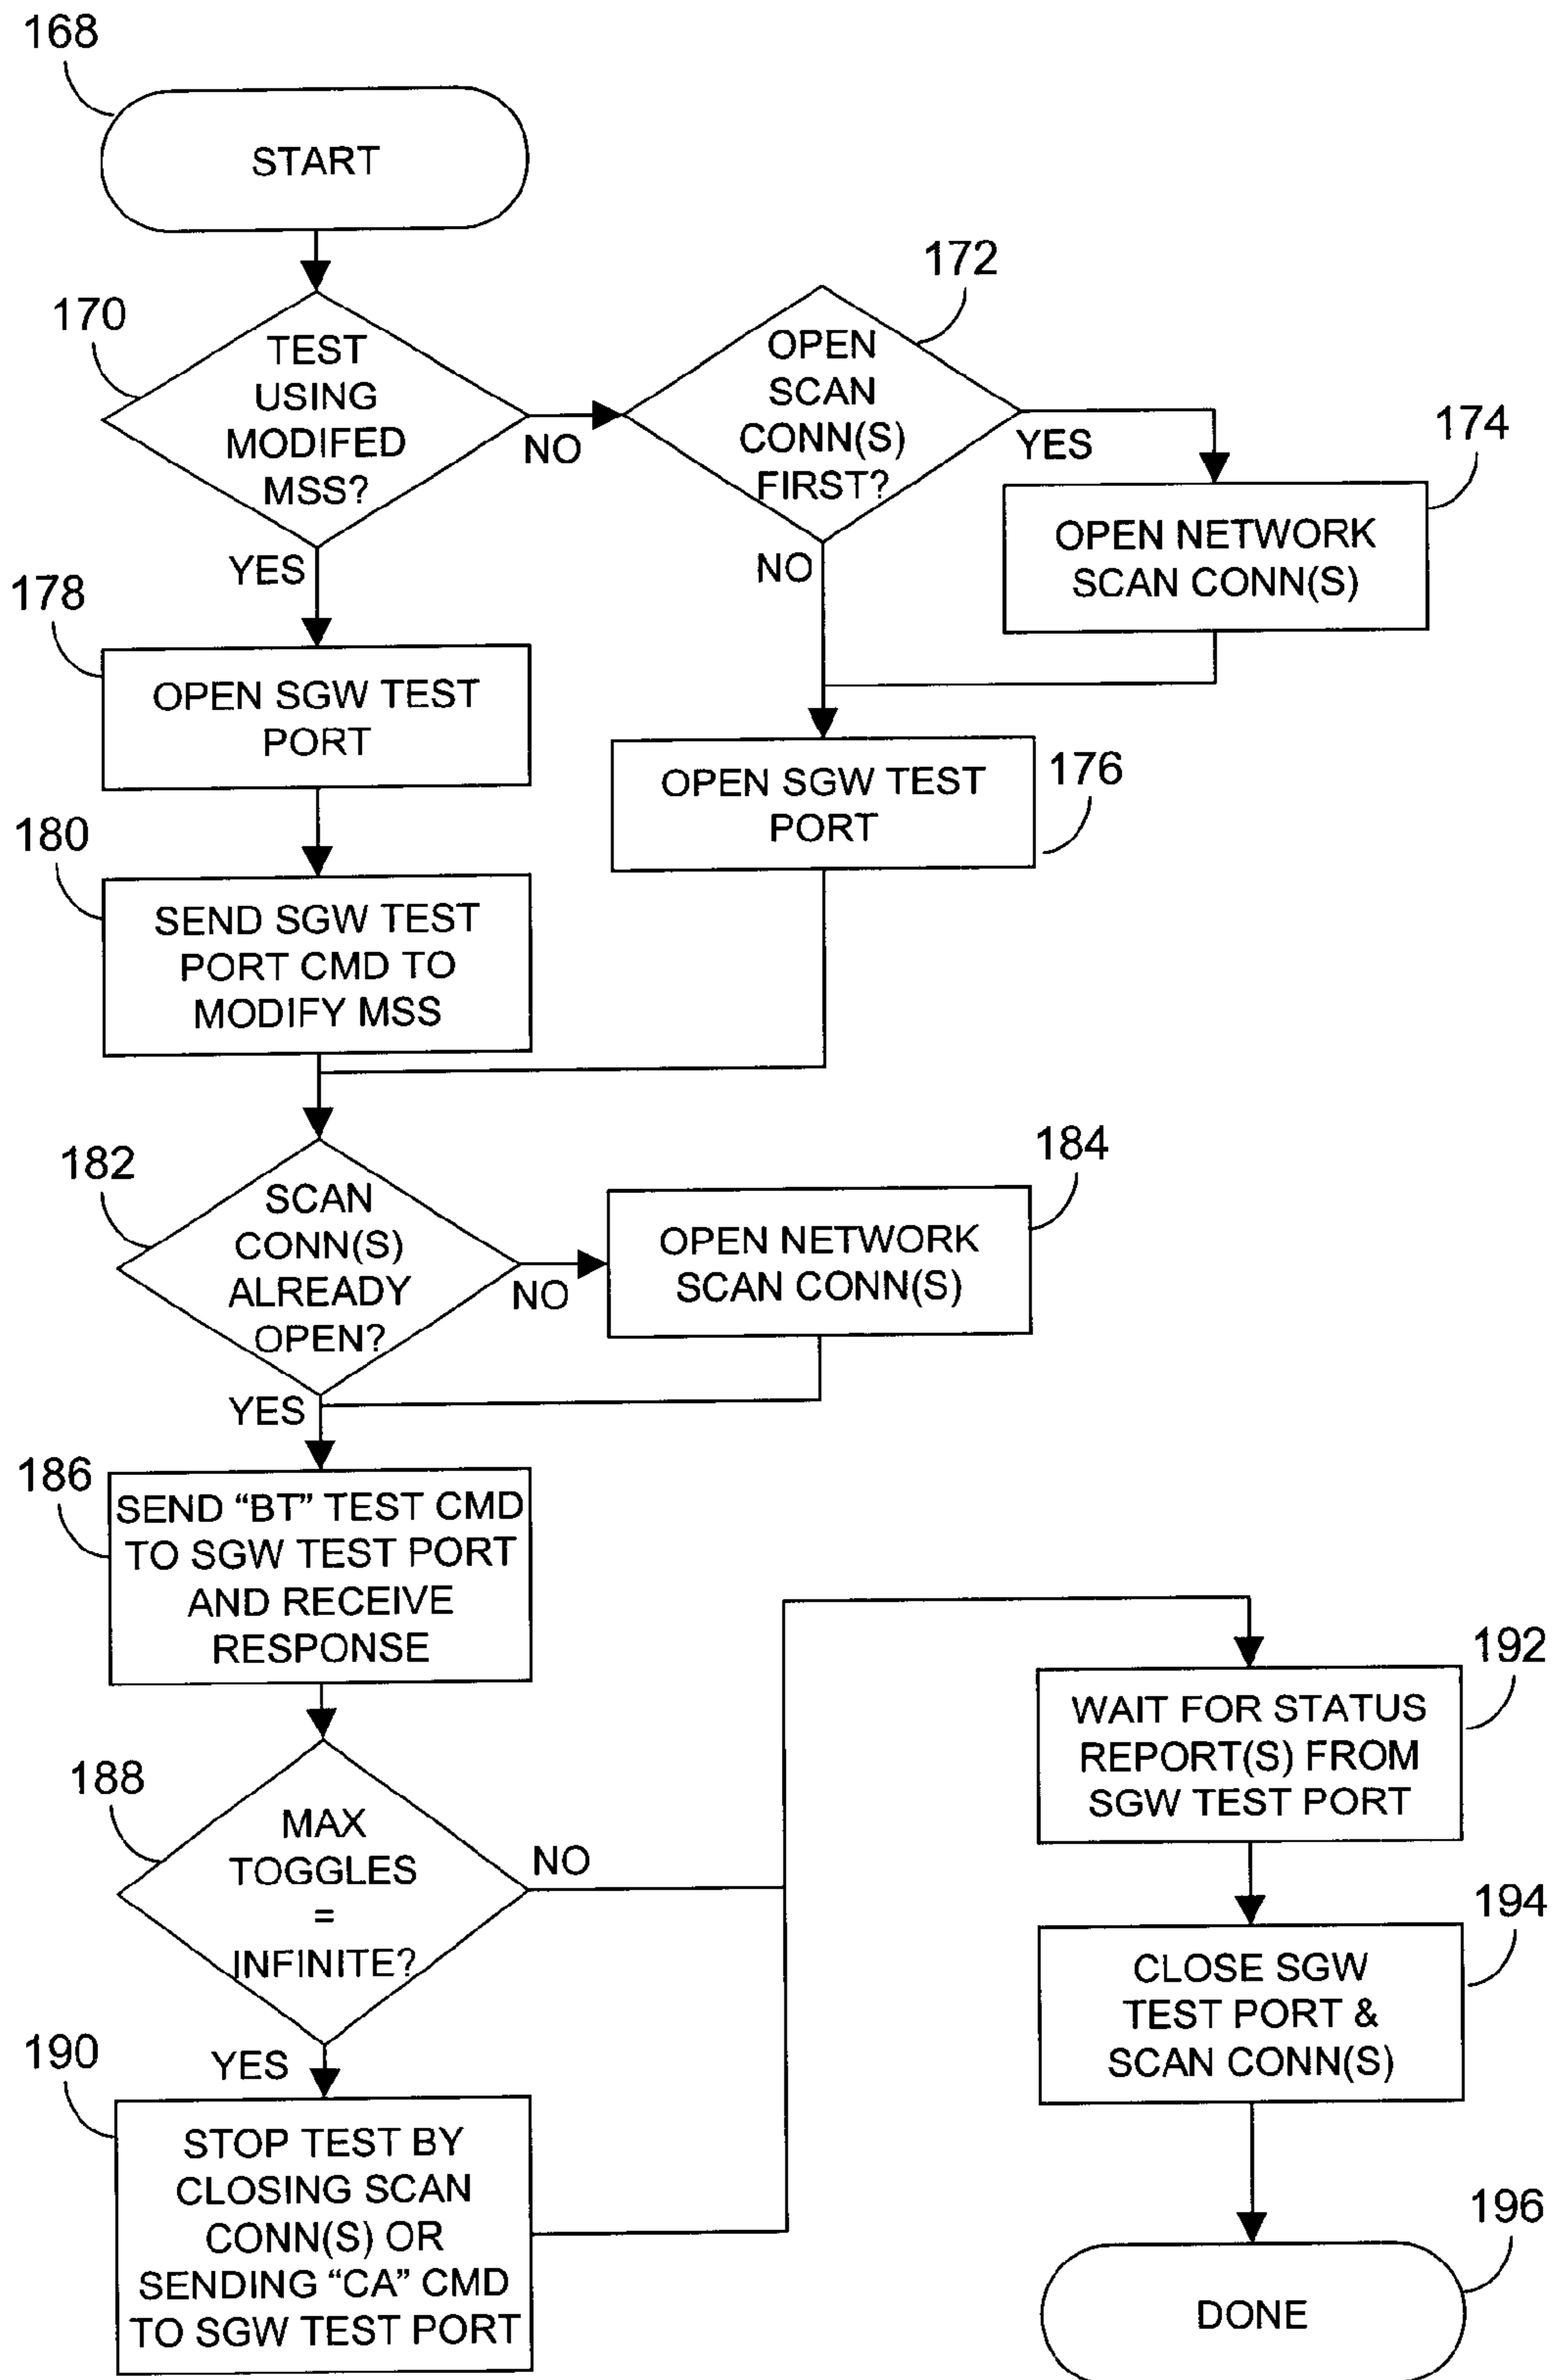 168
START
170
TEST
USING
MODIFED
MSS?
NO
YES
172
OPEN
SCAN
CONN(S)
FIRST?
YES
NO
174
OPEN NETWORK
SCAN CONN(S)
178
OPEN SGW TEST
PORT
176
OPEN SGW TEST
PORT
180
SEND SGW TEST
PORT CMD TO
MODIFY MSS
182
SCAN
CONN(S)
ALREADY
OPEN?
NO
YES
184
OPEN NETWORK
SCAN CONN(S)
186
SEND “BT” TEST CMD
TO SGW TEST PORT
AND RECEIVE
RESPONSE
188
MAX
TOGGLES
=
INFINITE?
NO
YES
190
STOP TEST BY
CLOSING SCAN
CONN(S) OR
SENDING “CA” CMD
TO SGW TEST PORT
192
WAIT FOR STATUS
REPORT(S) FROM
SGW TEST PORT
194
CLOSE SGW
TEST PORT &
SCAN CONN(S)
196
DONE